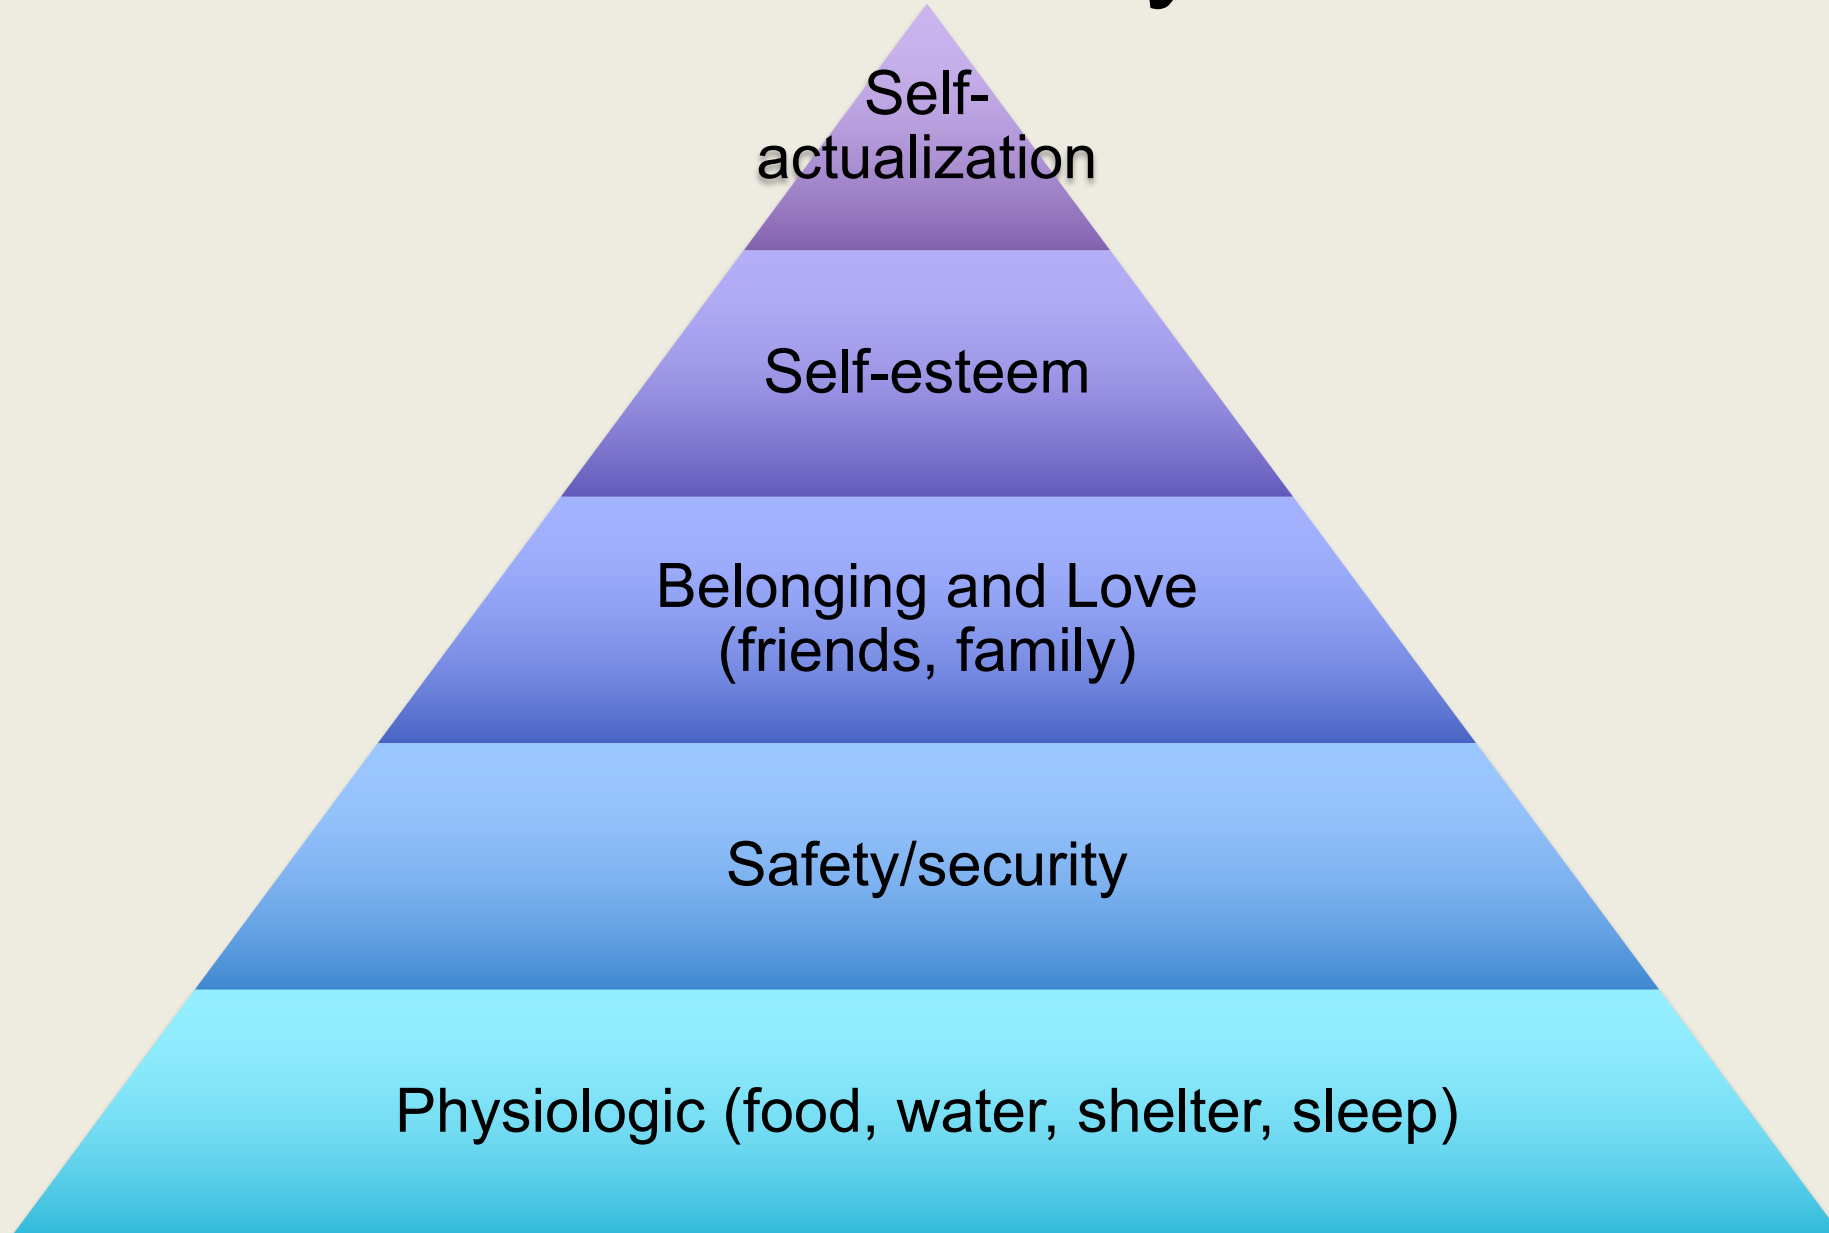 Self-
actualization
Self-esteem
Belonging and Love
(friends, family)
Safety/security
Physiologic (food, water, shelter, sleep)